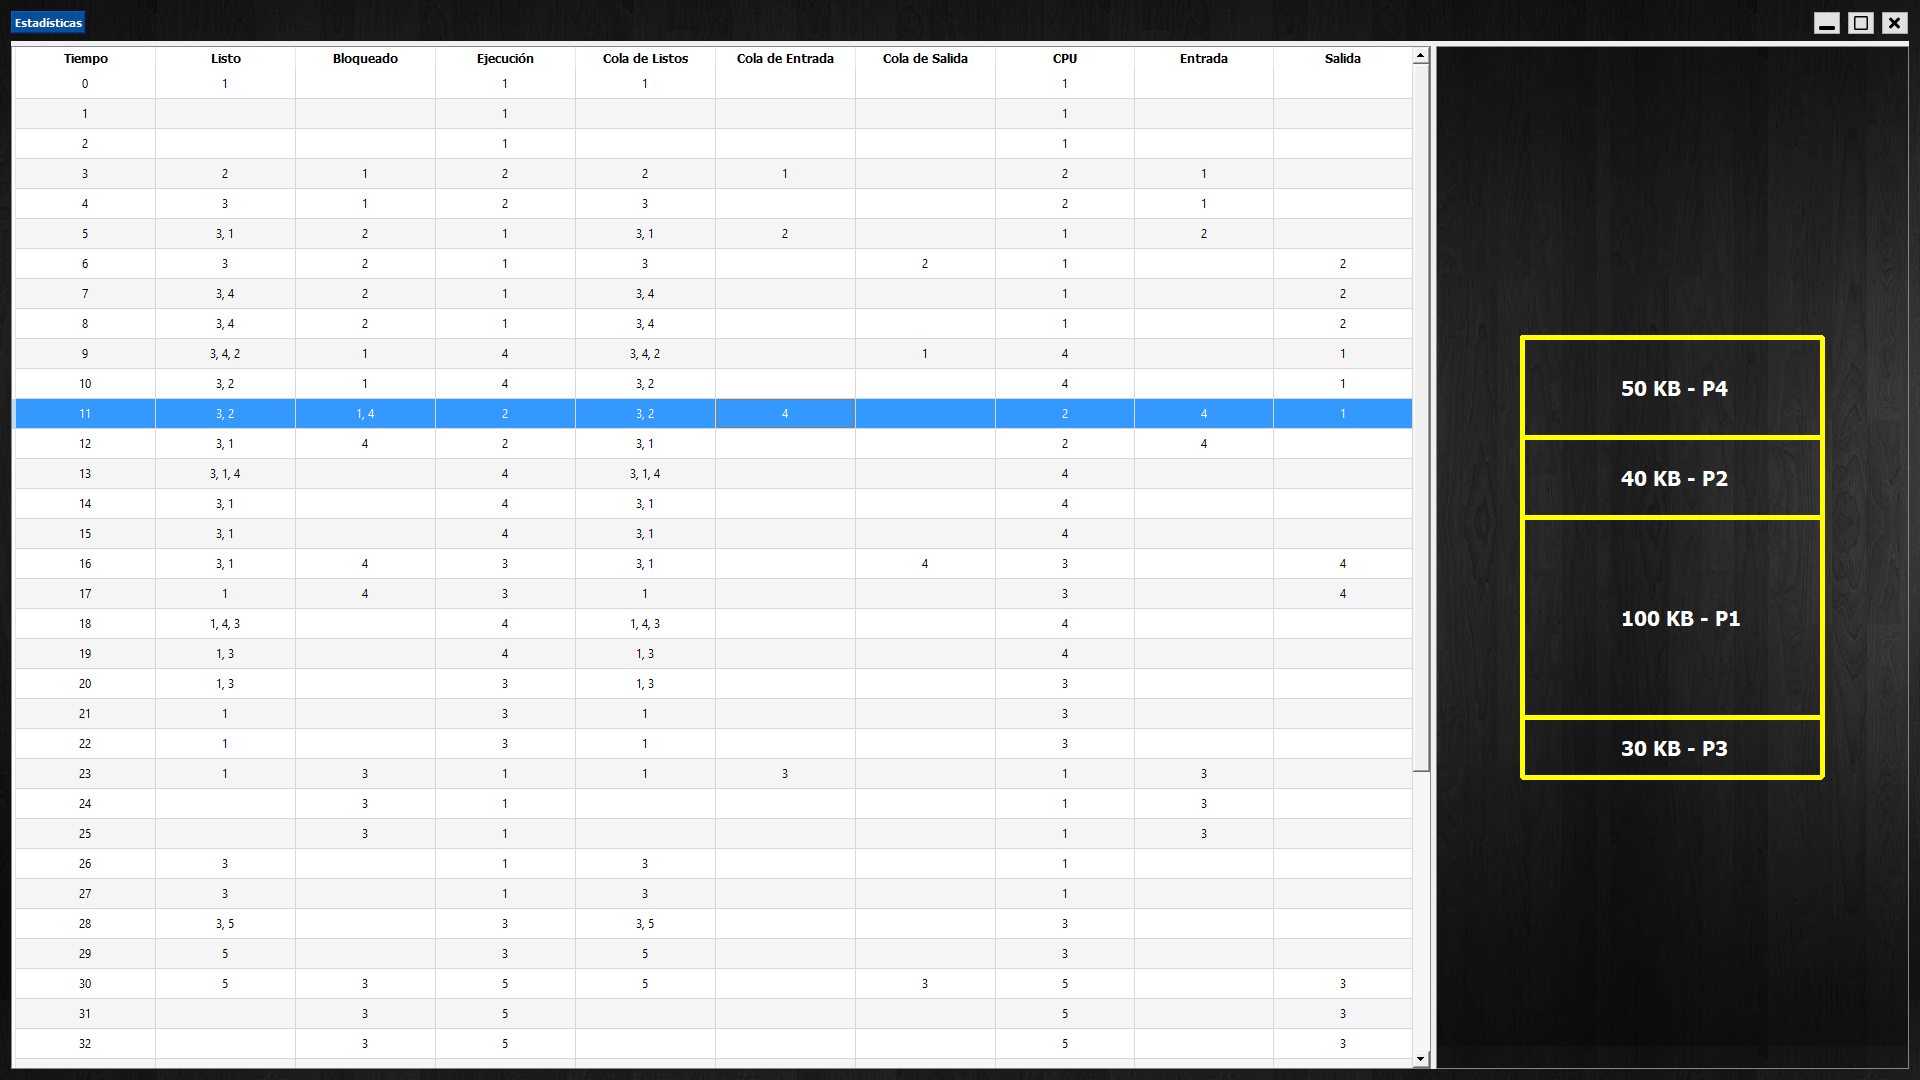 Estadísticas
Tiempo Listo Bloqueado Ejecución Cola de Listos Cola de Entrada Cola de Salida CPU Entrada Salida
0 1 1 1 1
1 1 1
2 1 1
3 2 1 2 2 1 2 1
4 3 1 2 3 2 1
5 3, 1 2 1 3, 1 2 1 2
6 3 2 1 3 2 1 2
7 3, 4 2 1 3, 4 1 2
8 3, 4 2 1 3, 4 1 2
9 3, 4, 2 1 4 3, 4, 2 1 4 1
10 3, 2 1 4 3, 2 4 1
11 3, 2 1, 4 2 3, 2 4 2 4 1
12 3, 1 4 2 3, 1 2 4
13 3, 1, 4 4 3, 1, 4 4
14 3, 1 4 3, 1 4
15 3, 1 4 3, 1 4
16 3, 1 4 3 3, 1 4 3 4
17 1 4 3 1 3 4
18 1, 4, 3 4 1, 4, 3 4
19 1, 3 4 1, 3 4
20 1, 3 3 1, 3 3
21 1 3 1 3
22 1 3 1 3
23 1 3 1 1 3 1 3
24 3 1 1 3
25 3 1 1 3
26 3 1 3 1
27 3 1 3 1
28 3, 5 3 3, 5 3
29 5 3 5 3
30 5 3 5 5 3 5 3
31 3 5 5 3
32 3 5 5 3
50 KB - P4
40 KB - P2
100 KB - P1
30 KB - P3